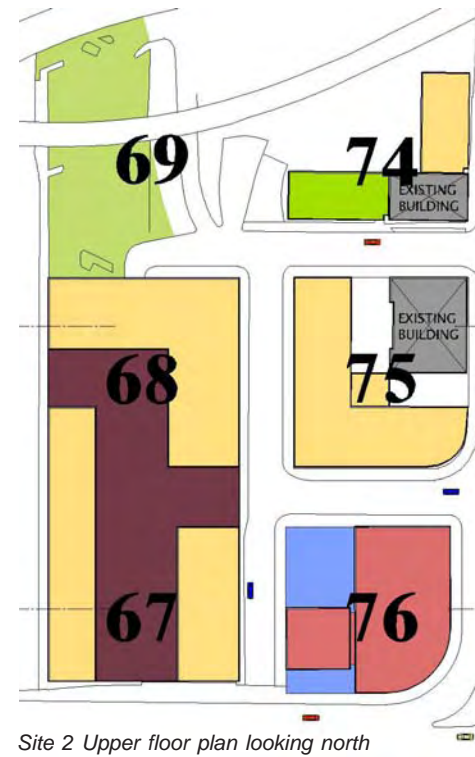 69
74
EXISTING
BUILDING
EXISTING
BUILDING
68
75
67
76
Site 2 Upper floor plan looking north